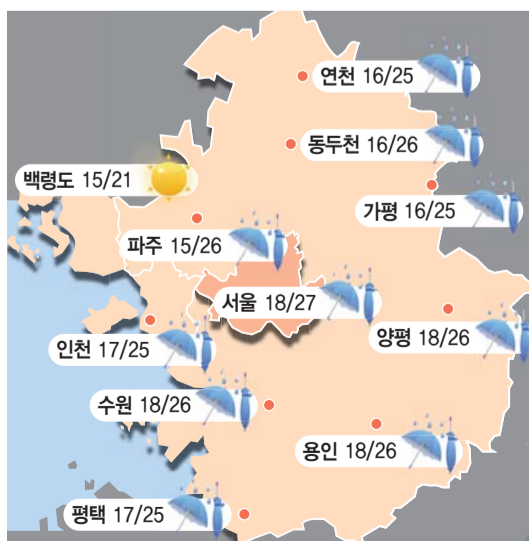 연천 16/25
동두천 16/26
백령도 15/21
가평 16/25
파주 15/26
서울 18/27
양평 18/26
인천 17/25
수원 18/26
용인 18/26
평택 17/25